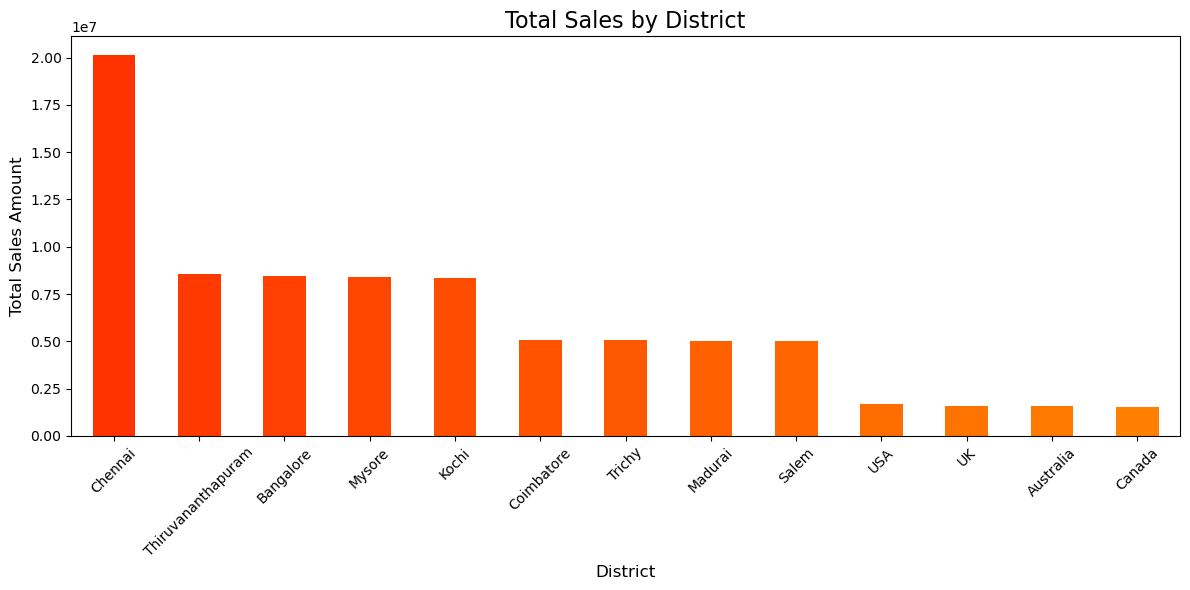 Total Sales by District
1e7
2.00
1.75
1.50
1.25
1.00
0.75
0.50
0.25
0.00
Total Sales Amount
Chennai
Thiruvananthapuram
Bangalore
Mysore
Kochi
Coimbatore
Trichy
Madurai
Salem
USA
UK
Australia
Canada
District